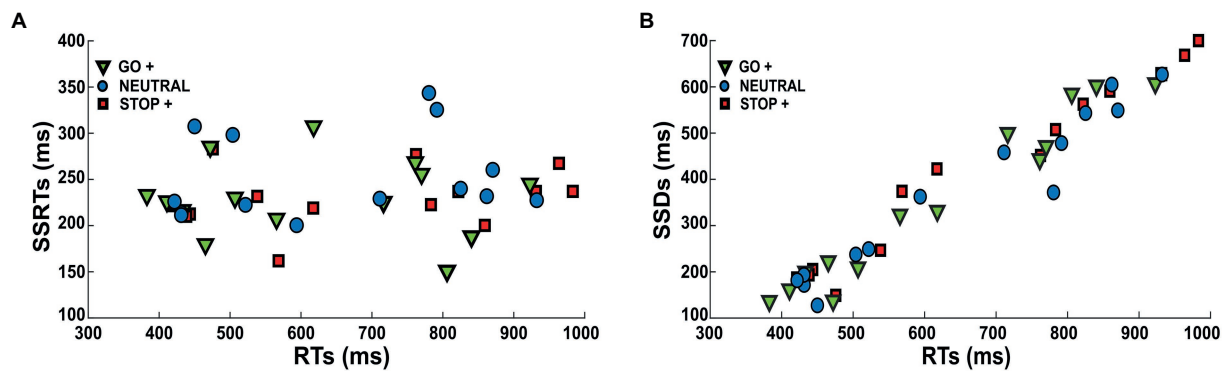 A
400
350
300
250
200
150
100
SSRTs (ms)
GO +
NEUTRAL
STOP +
300 400 500 600 700 800 900 1000
RTs (ms)
B
700
600
500
400
300
200
100
SSDs (ms)
GO +
NEUTRAL
STOP +
300 400 500 600 700 800 900 1000
RTs (ms)